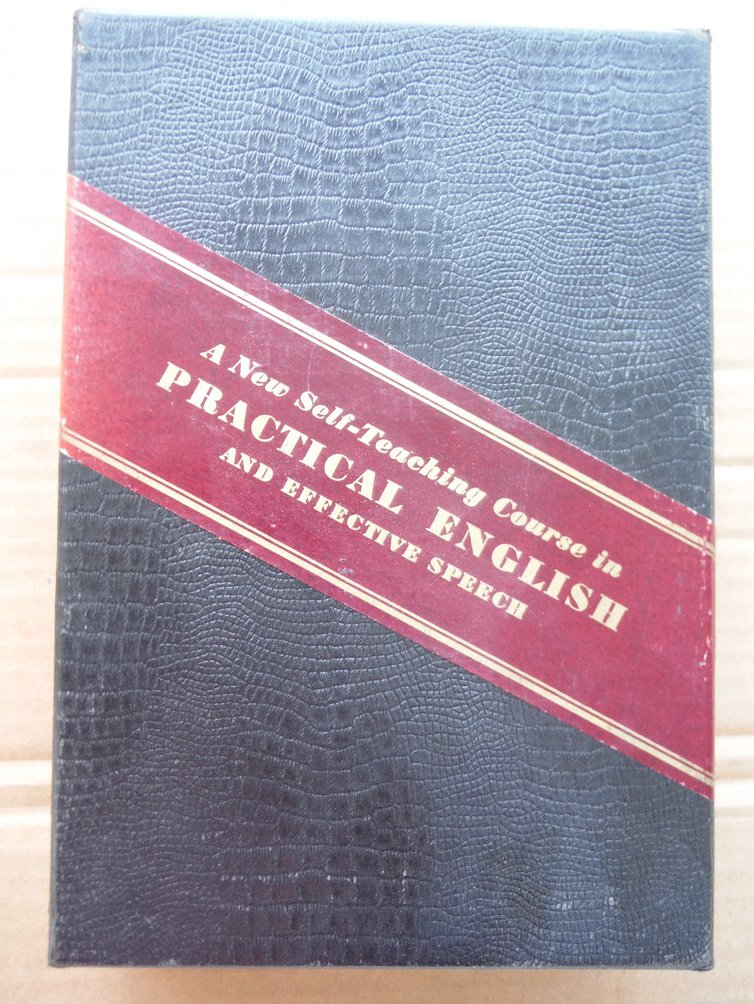 A New Self-Teaching Course in
PRACTICAL ENGLISH
AND EFFECTIVE SPEECH